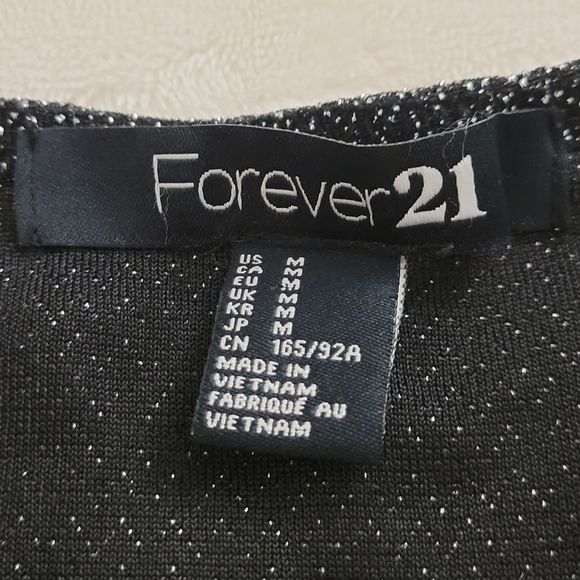 Forever21
US M
CA M
EU M
UK M
KR M
JP M
CN 165/92A
MADE IN
VIETNAM
FABRIQUÉ AU
VIETNAM